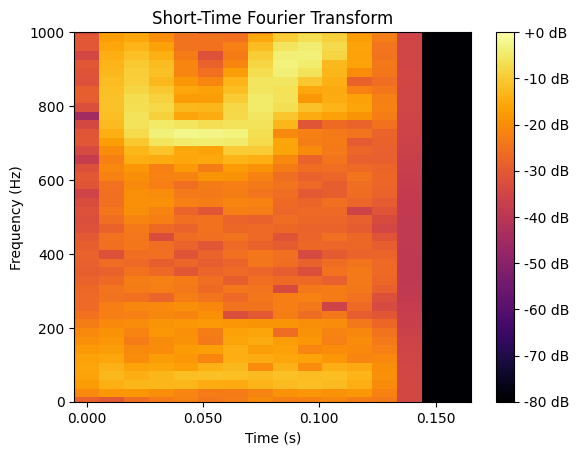 Short-Time Fourier Transform
Frequency (Hz)
1000
800
600
400
200
0
0.000
0.050
0.100
0.150
Time (s)
+0 dB
-10 dB
-20 dB
-30 dB
-40 dB
-50 dB
-60 dB
-70 dB
-80 dB